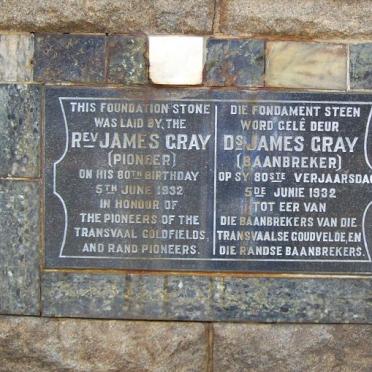 THIS FOUNDATION STONE
WAS LAID BY THE
REV JAMES GRAY
(PIONEER)
ON HIS 80TH BIRTHDAY
5TH JUNE 1932
IN HONOUR OF
THE PIONEERS OF THE
TRANSVAAL GOLDFIELDS,
AND RAND PIONEERS.
DIE FONDAMENT STEEN
WORD GELÊ DEUR
DS JAMES GRAY
(BAANBREKER)
OP SY 80STE VERJAARSDAG
5DE JUNIE 1932
TOT EER VAN
DIE BAANBREKERS VAN DIE
TRANSVAALSE GOUDVELDE, EN
DIE RANDSE BAANBREKERS.